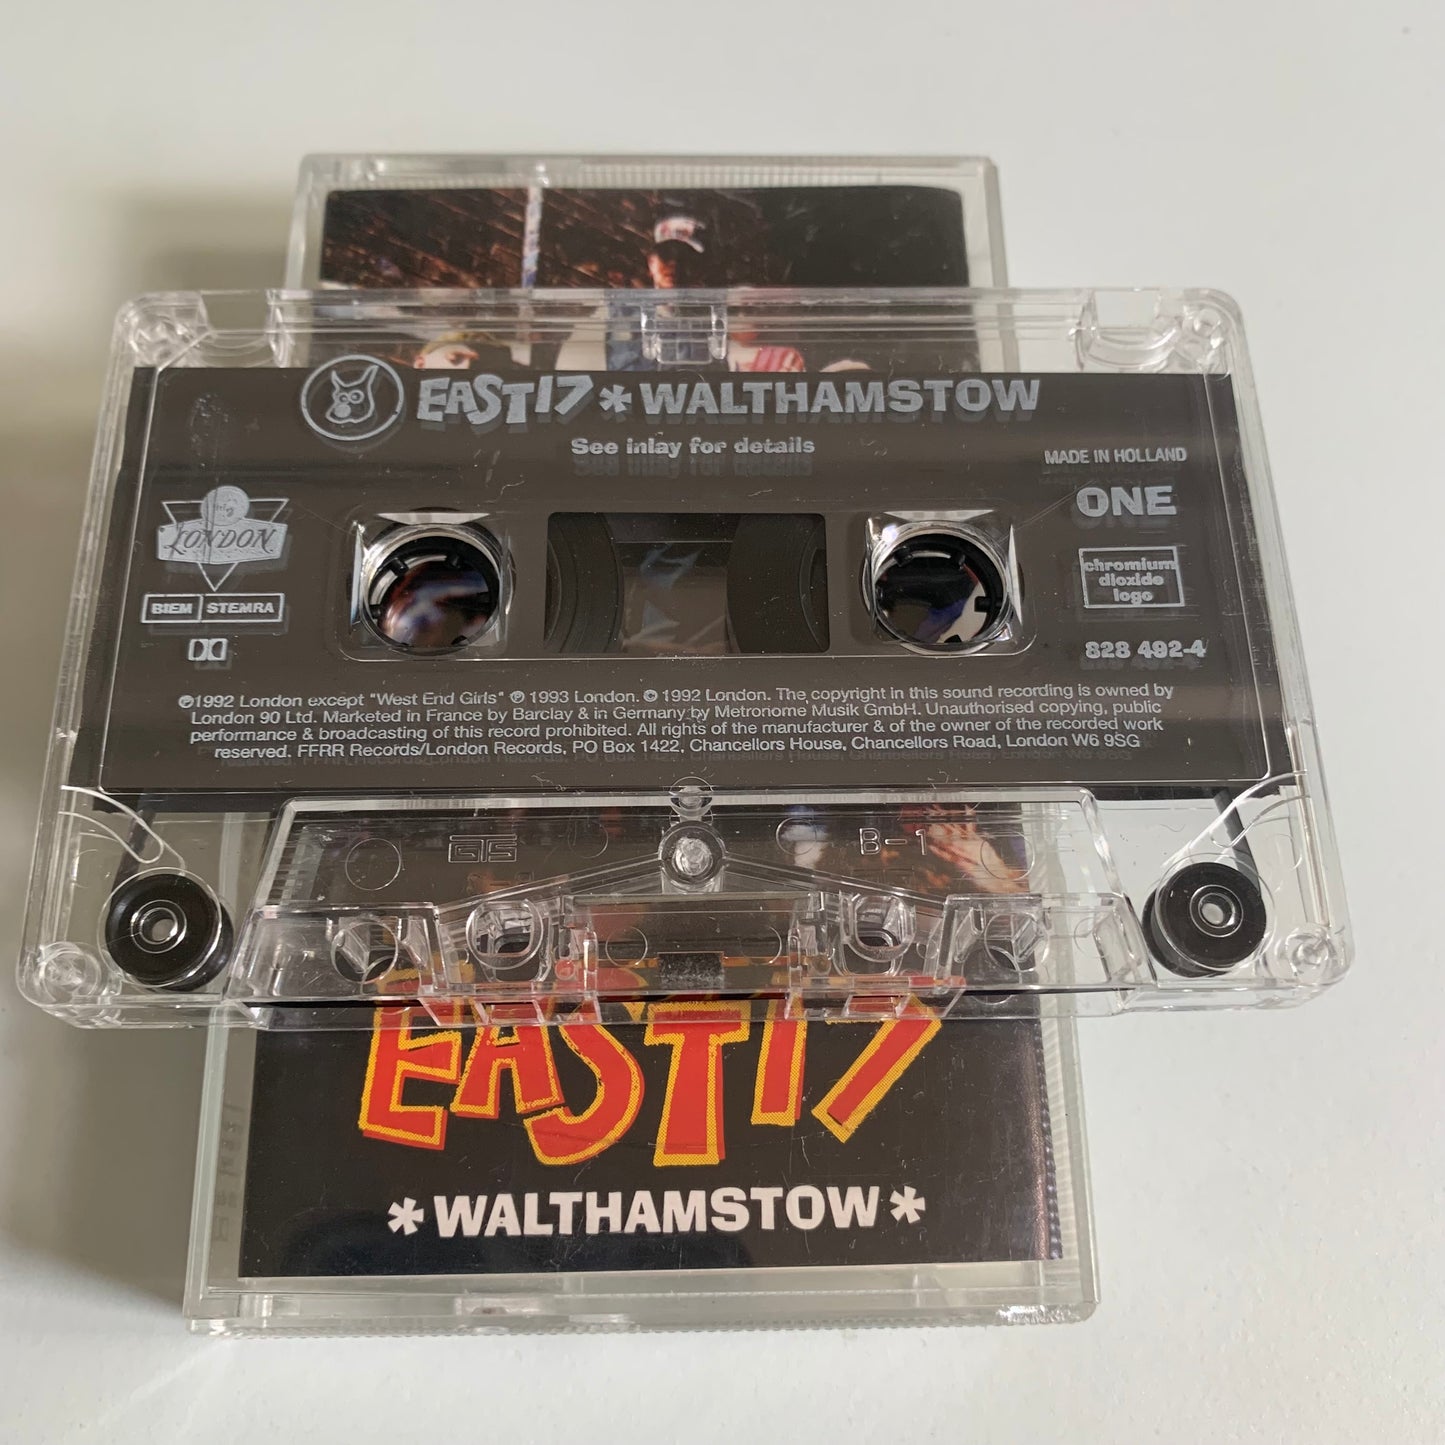 EAST17*WALTHAMSTOW
See inlay for details
MADE IN HOLLAND
ONE
LONDON
chromium
dioxide
logo
BIEM STEMRA
828 492-4
℗1992 London except "West End Girls" ℗ 1993 London. © 1992 London. The copyright in this sound recording is owned by
London 90 Ltd. Marketed in France by Barclay & in Germany by Metronome Musik GmbH. Unauthorised copying, public
performance & broadcasting of this record prohibited. All rights of the manufacturer & of the owner of the recorded work
reserved. FFRR Records/London Records, PO Box 1422, Chancellors House, Chancellors Road, London W6 9SG
B-1
EAST17
*WALTHAMSTOW*